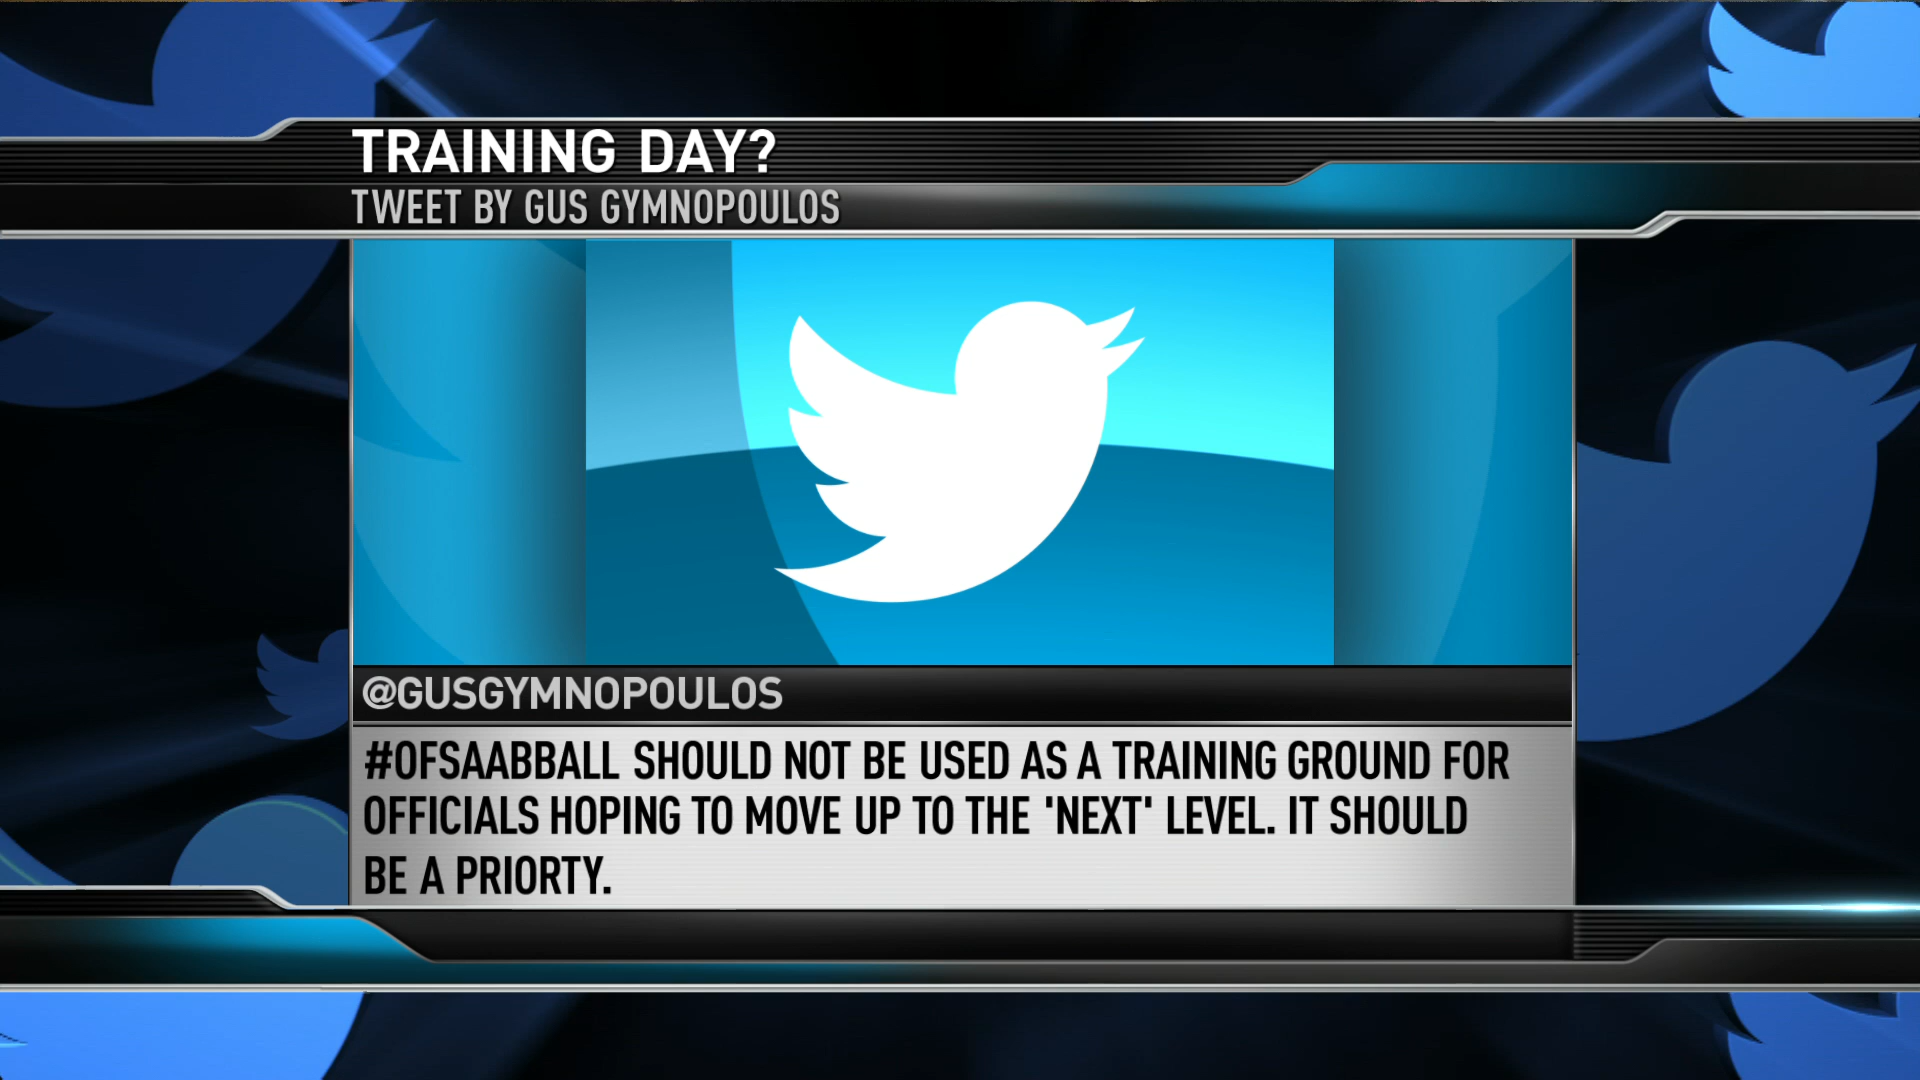 TRAINING DAY?
TWEET BY GUS GYMNOPOULOS
@GUSGYMNOPOULOS
#OFSAABBALL SHOULD NOT BE USED AS A TRAINING GROUND FOR
OFFICIALS HOPING TO MOVE UP TO THE 'NEXT' LEVEL. IT SHOULD
BE A PRIORTY.